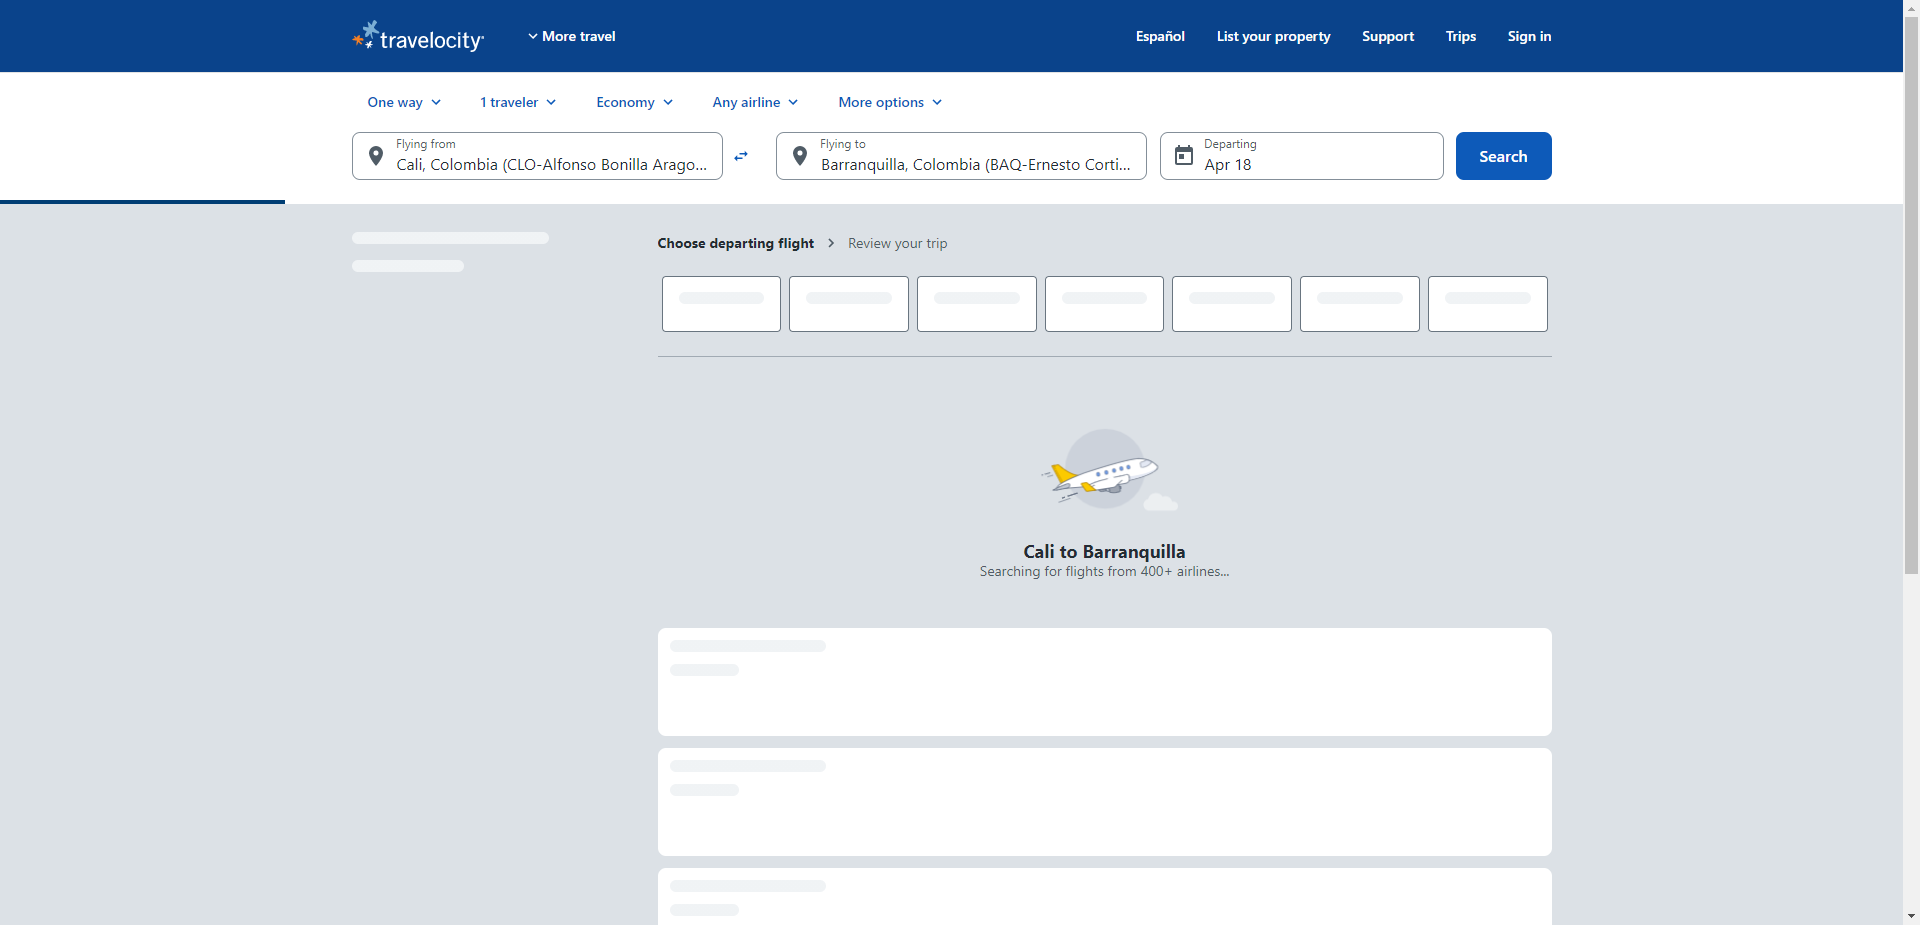 travelocity
More travel
Español
List your property
Support
Trips
Sign in
One way
1 traveler
Economy
Any airline
More options
Flying from
Cali, Colombia (CLO-Alfonso Bonilla Arago...
Flying to
Barranquilla, Colombia (BAQ-Ernesto Corti...
Departing
Apr 18
Search
Choose departing flight
Review your trip
Cali to Barranquilla
Searching for flights from 400+ airlines...